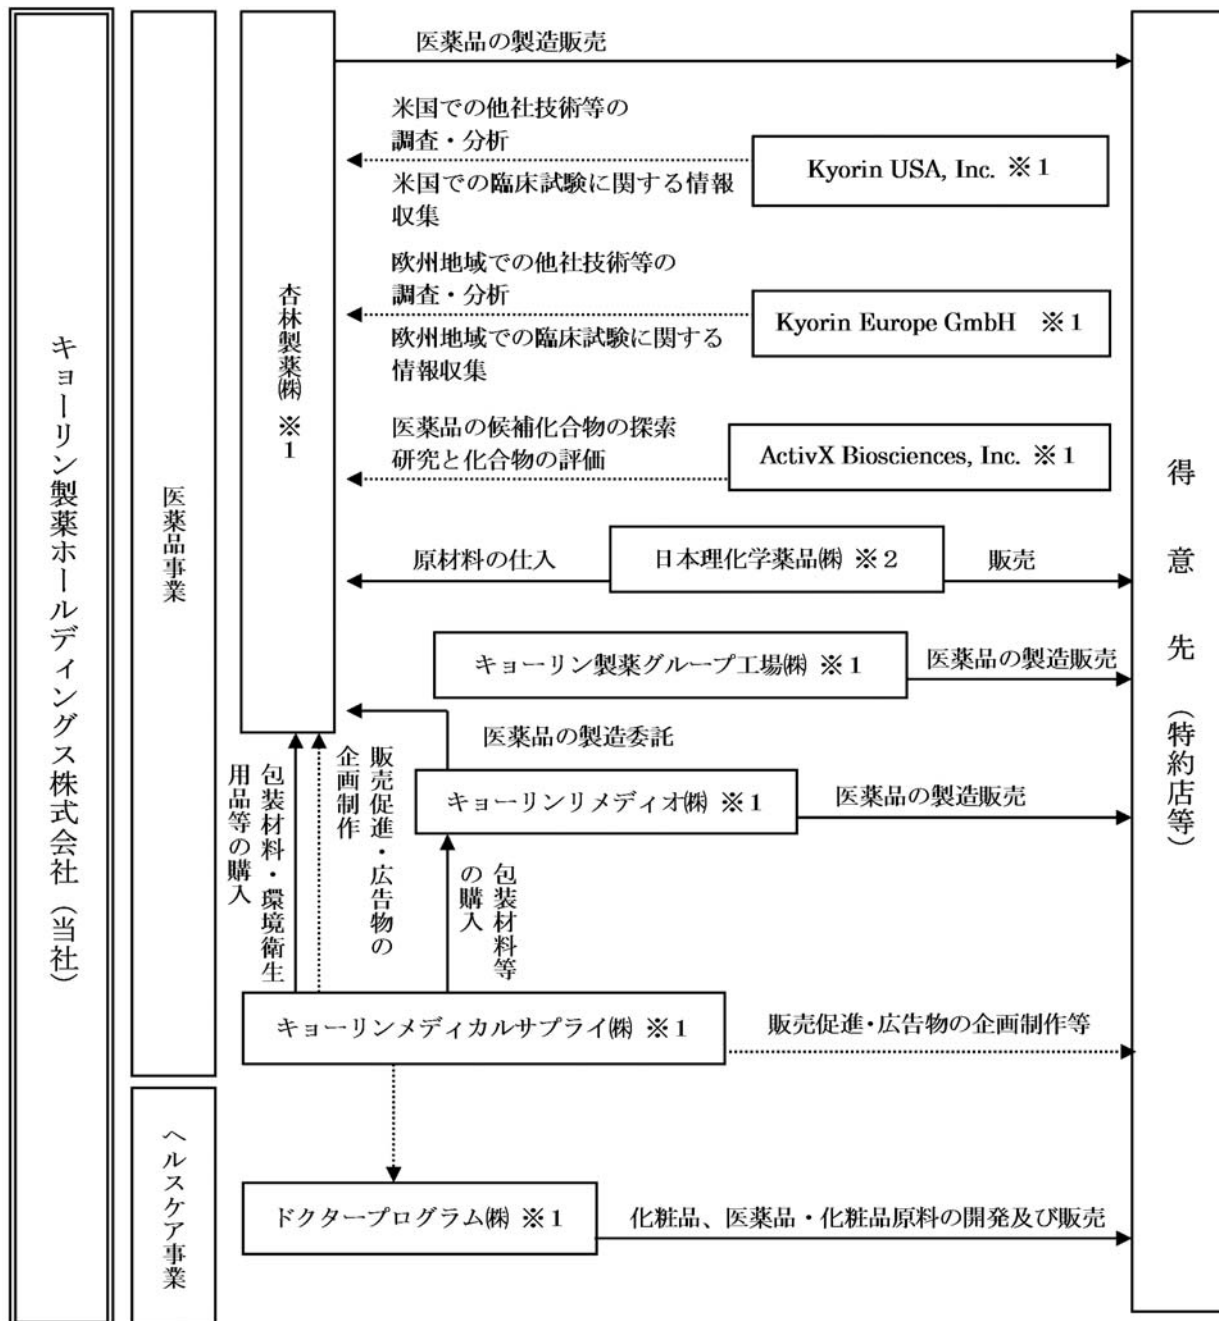 キョーリン製薬ホールディングス株式会社（当社）
医薬品事業
ヘルスケア事業
杏林製薬㈱ ※1
医薬品の製造販売
米国での他社技術等の
調査・分析
米国での臨床試験に関する情報
収集
Kyorin USA, Inc. ※1
欧州地域での他社技術等の
調査・分析
欧州地域での臨床試験に関する
情報収集
Kyorin Europe GmbH ※1
医薬品の候補化合物の探索
研究と化合物の評価
ActivX Biosciences, Inc. ※1
原材料の仕入
日本理化学薬品㈱ ※2
販売
キョーリン製薬グループ工場㈱ ※1
医薬品の製造販売
医薬品の製造委託
キョーリンリメディオ㈱ ※1
医薬品の製造販売
包装材料・環境衛生
用品等の購入
販売促進・広告物の
企画制作
包装材料等
の購入
キョーリンメディカルサプライ㈱ ※1
販売促進・広告物の企画制作等
ドクタープログラム㈱ ※1
化粧品、医薬品・化粧品原料の開発及び販売
得意先（特約店等）